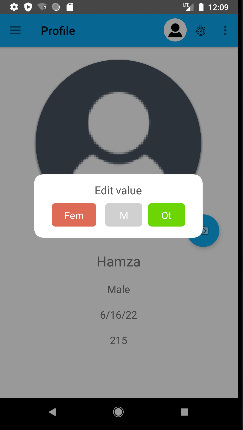 12:09
Profile
Edit value
Fem
M
Ot
Hamza
Male
6/16/22
215